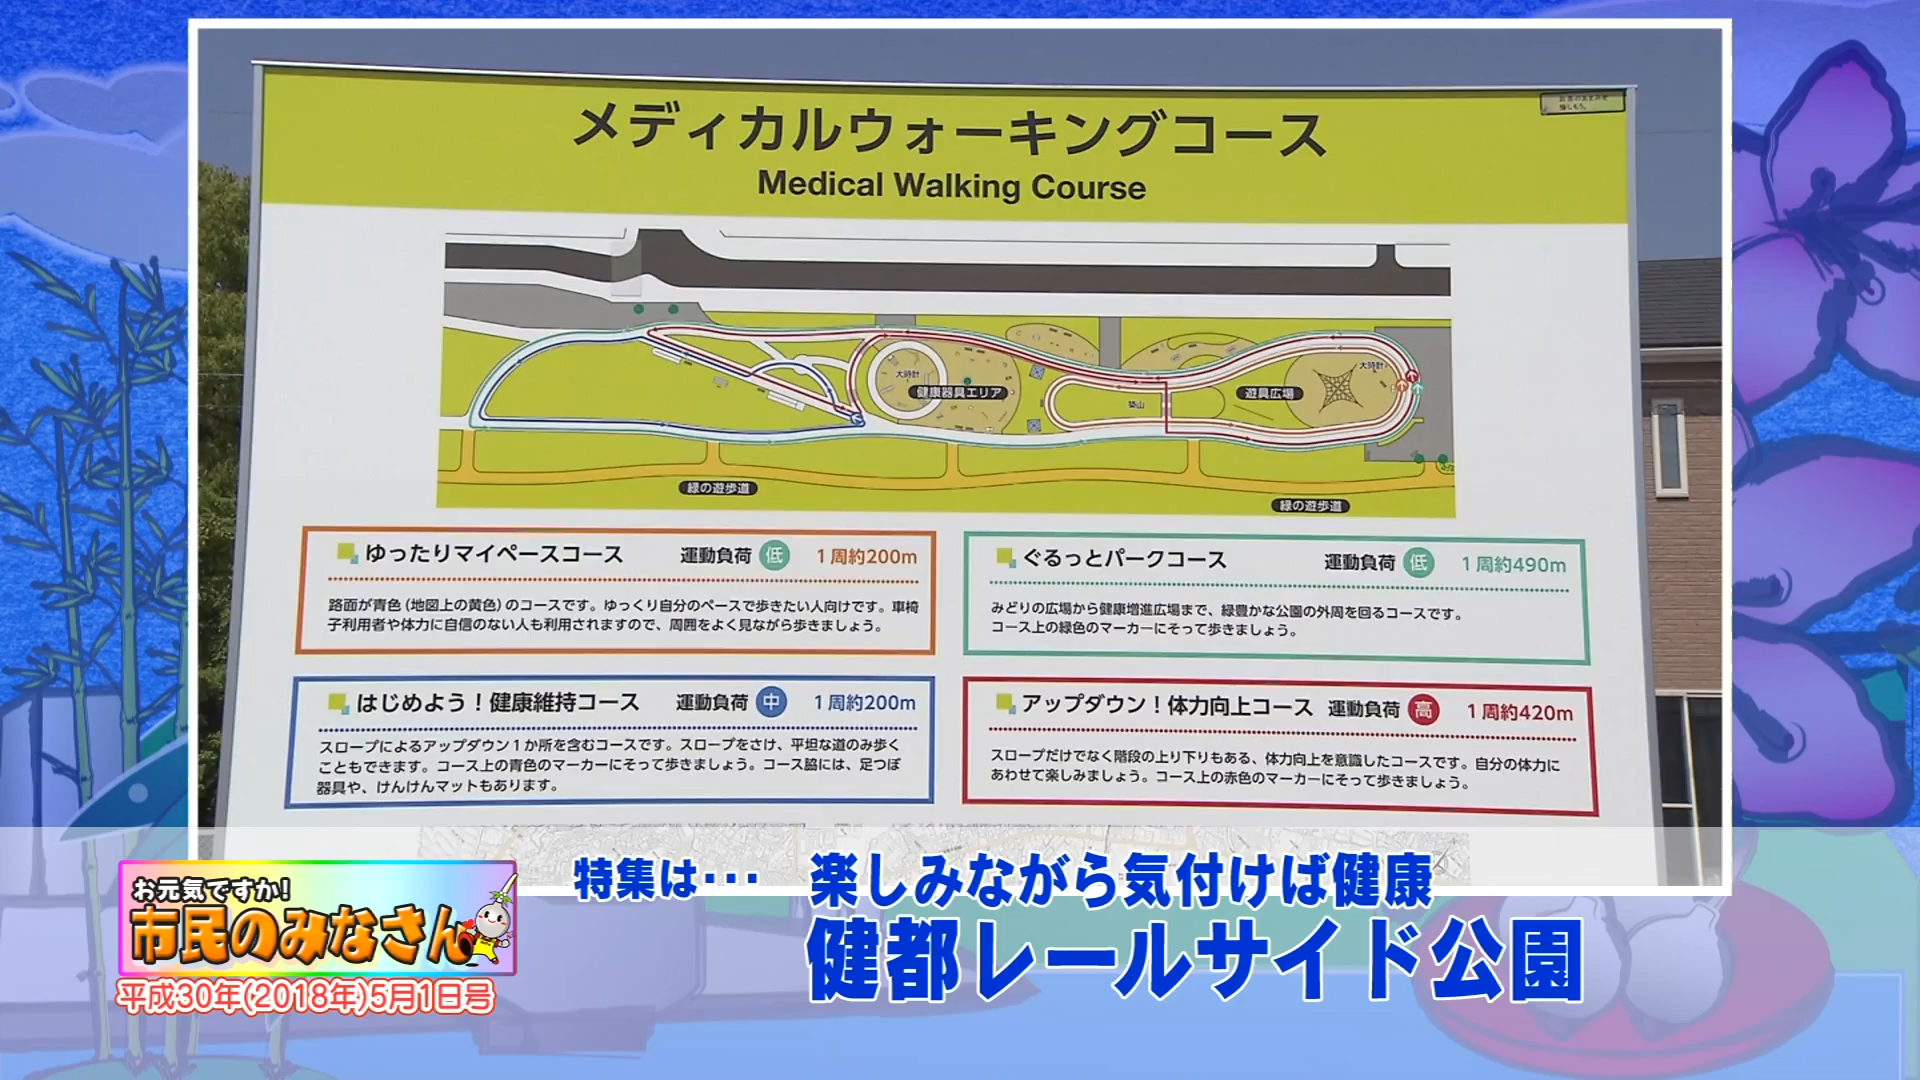 メディカルウォーキングコース
Medical Walking Course
大時計
健康器具エリア
築山
遊具広場
大時計
緑の遊歩道
緑の遊歩道
ゆったりマイペースコース 運動負荷 低 1周約200m
路面が青色(地図上の黄色)のコースです。ゆっくり自分のペースで歩きたい人向けです。車椅
子利用者や体力に自信のない人も利用されますので、周囲をよく見ながら歩きましょう。
ぐるっとパークコース 運動負荷 低 1周約490m
みどりの広場から健康増進広場まで、緑豊かな公園の外周を回るコースです。
コース上の緑色のマーカーにそって歩きましょう。
はじめよう!健康維持コース 運動負荷 中 1周約200m
スロープによるアップダウン1か所を含むコースです。スロープをさけ、平坦な道のみ歩く
こともできます。コース上の青色のマーカーにそって歩きましょう。コース脇には、足つぼ
器具や、けんけんマットもあります。
アップダウン!体力向上コース 運動負荷 高 1周約420m
スロープだけでなく階段の上り下りもある、体力向上を意識したコースです。自分の体力に
あわせて楽しみましょう。コース上の赤色のマーカーにそって歩きましょう。
特集は… 楽しみながら気付けば健康
健都レールサイド公園
お元気ですか!
市民のみなさん
平成30年(2018年)5月1日号